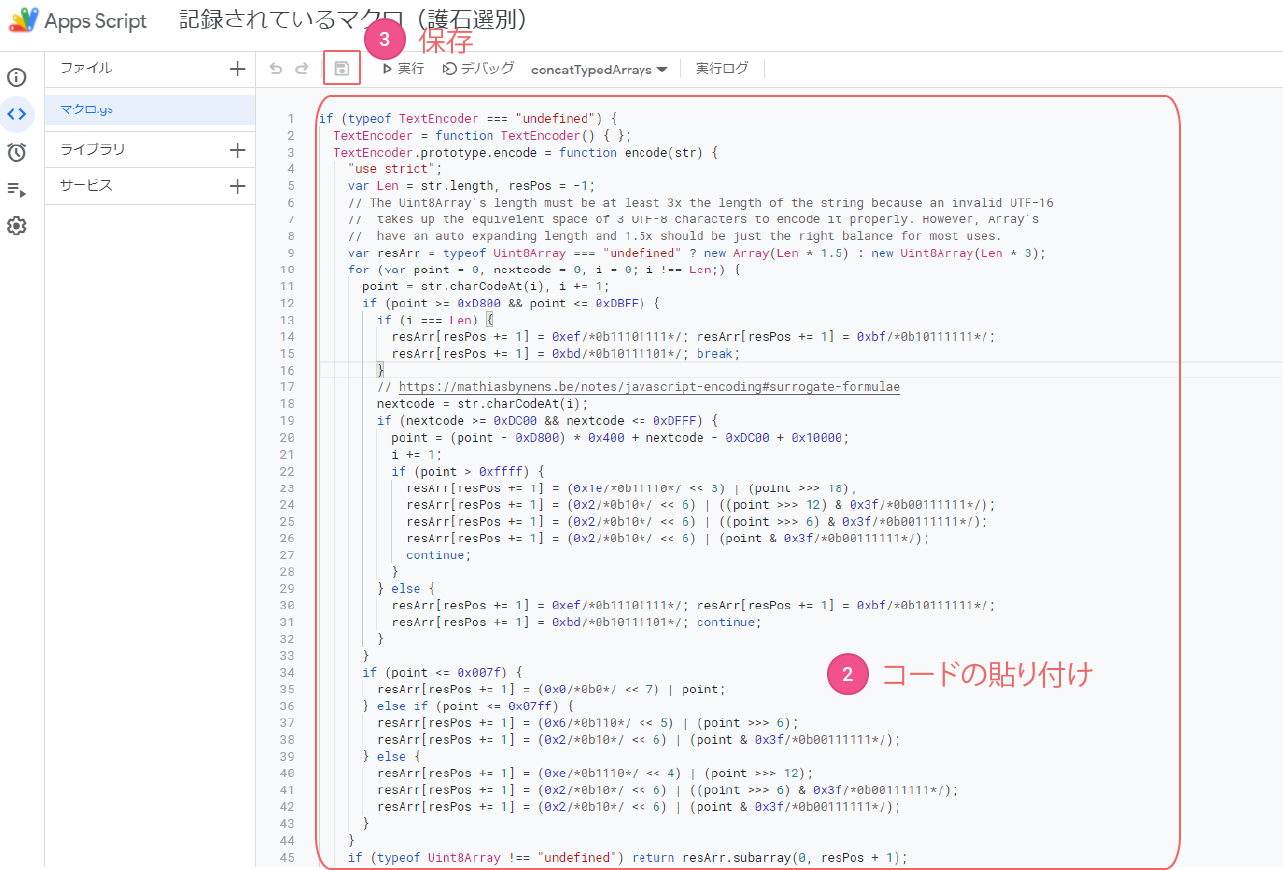 Apps Script 記録されているマクロ（護石選別）
3 保存
ファイル
実行 デバッグ concatTypedArrays 実行ログ
マクロ.gs
ライブラリ
サービス
1 if (typeof TextEncoder === "undefined") {
2 TextEncoder = function TextEncoder() { };
3 TextEncoder.prototype.encode = function encode(str) {
4 "use strict";
5 var Len = str.length, resPos = -1;
6 // The Uint8Array's length must be at least 3x the length of the string because an invalid UTF-16
7 // takes up the equivelent space of 3 UTF-8 characters to encode it properly. However, Array's
8 // have an auto expanding length and 1.5x should be just the right balance for most uses.
9 var resArr = typeof Uint8Array === "undefined" ? new Array(Len * 1.5) : new Uint8Array(Len * 3);
10 for (var point = 0, nextcode = 0, i = 0; i !== Len;) {
11 point = str.charCodeAt(i), i += 1;
12 if (point >= 0xD800 && point <= 0xDBFF) {
13 if (i === Len) {
14 resArr[resPos += 1] = 0xef/*0b11101111*/; resArr[resPos += 1] = 0xbf/*0b10111111*/;
15 resArr[resPos += 1] = 0xbd/*0b10111101*/; break;
16 }
17 // https://mathiasbynens.be/notes/javascript-encoding#surrogate-formulae
18 nextcode = str.charCodeAt(i);
19 if (nextcode >= 0xDC00 && nextcode <= 0xDFFF) {
20 point = (point - 0xD800) * 0x400 + nextcode - 0xDC00 + 0x10000;
21 i += 1;
22 if (point > 0xffff) {
23 resArr[resPos += 1] = (0x1e/*0b11110*/ << 3) | (point >>> 18);
24 resArr[resPos += 1] = (0x2/*0b10*/ << 6) | ((point >>> 12) & 0x3f/*0b00111111*/);
25 resArr[resPos += 1] = (0x2/*0b10*/ << 6) | ((point >>> 6) & 0x3f/*0b00111111*/);
26 resArr[resPos += 1] = (0x2/*0b10*/ << 6) | (point & 0x3f/*0b00111111*/);
27 continue;
28 }
29 } else {
30 resArr[resPos += 1] = 0xef/*0b11101111*/; resArr[resPos += 1] = 0xbf/*0b10111111*/;
31 resArr[resPos += 1] = 0xbd/*0b10111101*/; continue;
32 }
33 }
34 if (point <= 0x007f) {
35 resArr[resPos += 1] = (0x0/*0b0*/ << 7) | point;
36 } else if (point <= 0x07ff) {
37 resArr[resPos += 1] = (0x6/*0b110*/ << 5) | (point >>> 6);
38 resArr[resPos += 1] = (0x2/*0b10*/ << 6) | (point & 0x3f/*0b00111111*/);
39 } else {
40 resArr[resPos += 1] = (0xe/*0b1110*/ << 4) | (point >>> 12);
41 resArr[resPos += 1] = (0x2/*0b10*/ << 6) | ((point >>> 6) & 0x3f/*0b00111111*/);
42 resArr[resPos += 1] = (0x2/*0b10*/ << 6) | (point & 0x3f/*0b00111111*/);
43 }
44 }
45 if (typeof Uint8Array !== "undefined") return resArr.subarray(0, resPos + 1);
2 コードの貼り付け